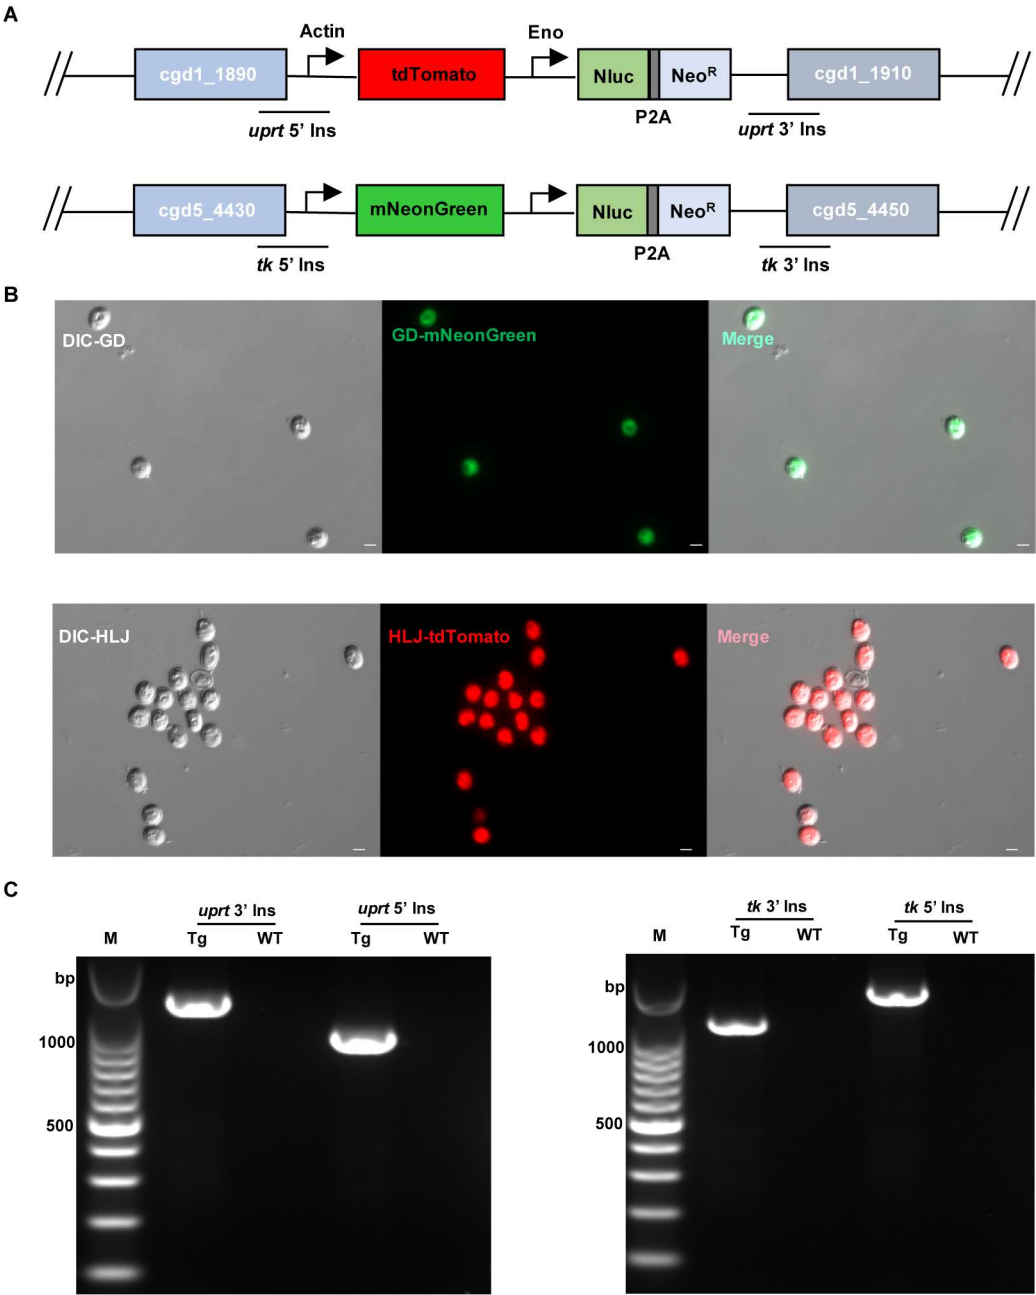 A
Actin
Eno
cgd1_1890
tdTomato
Nluc
Neo^R
cgd1_1910
P2A
uprt 5’ Ins
uprt 3’ Ins
cgd5_4430
mNeonGreen
Nluc
Neo^R
cgd5_4450
P2A
tk 5’ Ins
tk 3’ Ins
B
DIC-GD
GD-mNeonGreen
Merge
DIC-HLJ
HLJ-tdTomato
Merge
C
uprt 3’ Ins
uprt 5’ Ins
M
Tg
WT
Tg
WT
bp
1000
500
tk 3’ Ins
tk 5’ Ins
M
Tg
WT
Tg
WT
bp
1000
500